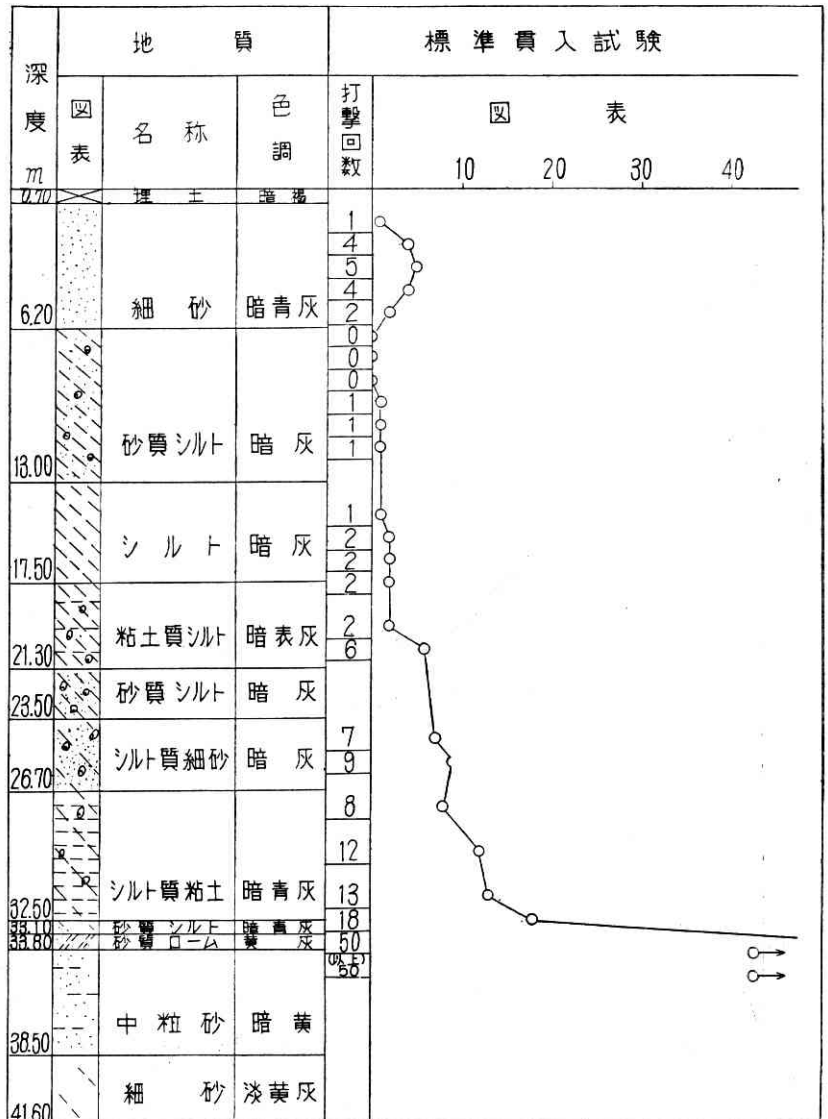 深度 m
地質
標準貫入試験
図表
名称
色調
打撃回数
図表
10 20 30 40
0.70 埋土 暗褐
6.20 細砂 暗青灰
13.00 砂質シルト 暗灰
17.50 シルト 暗灰
21.30 粘土質シルト 暗表灰
23.50 砂質シルト 暗灰
26.70 シルト質細砂 暗灰
32.50 シルト質粘土 暗青灰
33.10 砂質シルト 暗青灰
33.80 砂質ローム 黄灰
38.50 中粒砂 暗黄
41.60 細砂 淡黄灰
1
4
5
4
2
0
0
0
1
1
1
1
2
2
2
2
6
7
9
8
12
13
18
50
(以上)
50